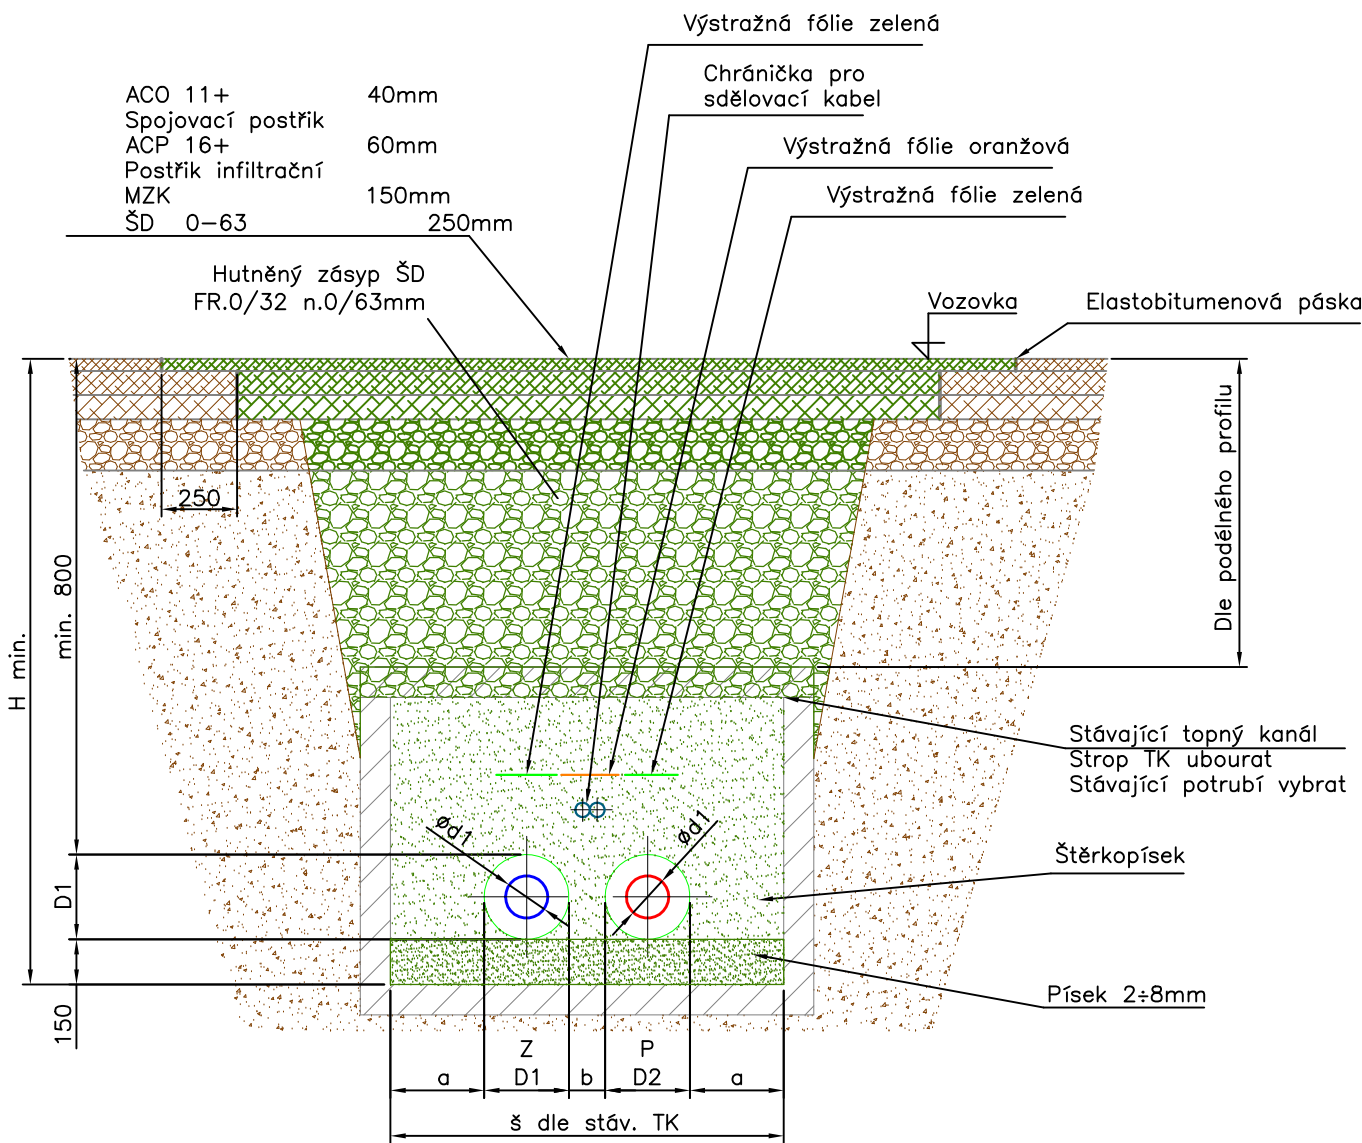 Výstražná fólie zelená
Chránička pro
sdělovací kabel
Výstražná fólie oranžová
Výstražná fólie zelená
ACO 11+ 40mm
Spojovací postřik
ACP 16+ 60mm
Postřik infiltrační
MZK 150mm
ŠD 0-63 250mm
Hutněný zásyp ŠD
FR.0/32 n.0/63mm
Vozovka
Elastobitumenová páska
250
min. 800
H min.
D1
150
Dle podélného profilu
Stávající topný kanál
Strop TK ubourat
Stávající potrubí vybrat
ød1
ød1
Štěrkopísek
Písek 2÷8mm
Z
P
a
D1
b
D2
a
š dle stáv. TK